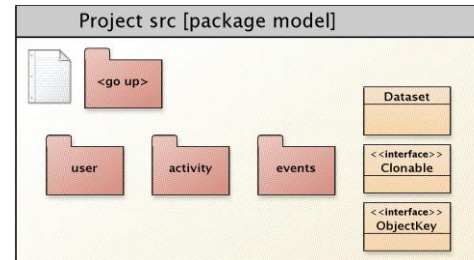 Project src [package model]
<go up>
Dataset
<<interface>>
Clonable
user
activity
events
<<interface>>
ObjectKey